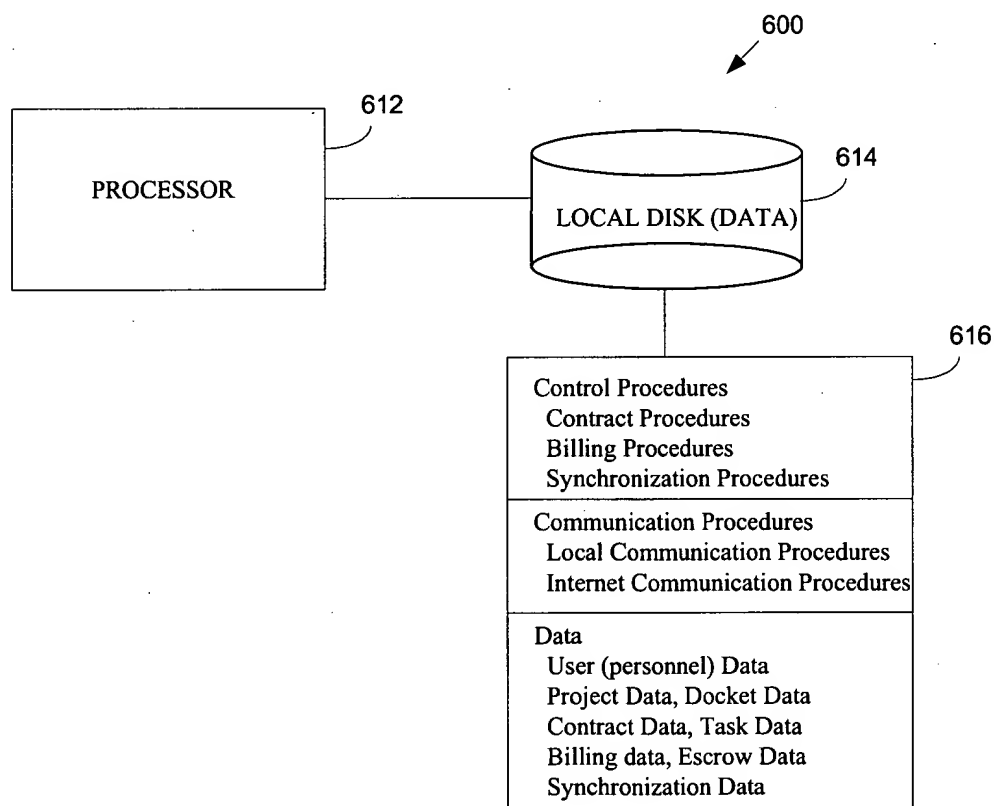 600
612
PROCESSOR
614
LOCAL DISK (DATA)
616
Control Procedures
Contract Procedures
Billing Procedures
Synchronization Procedures
Communication Procedures
Local Communication Procedures
Internet Communication Procedures
Data
User (personnel) Data
Project Data, Docket Data
Contract Data, Task Data
Billing data, Escrow Data
Synchronization Data